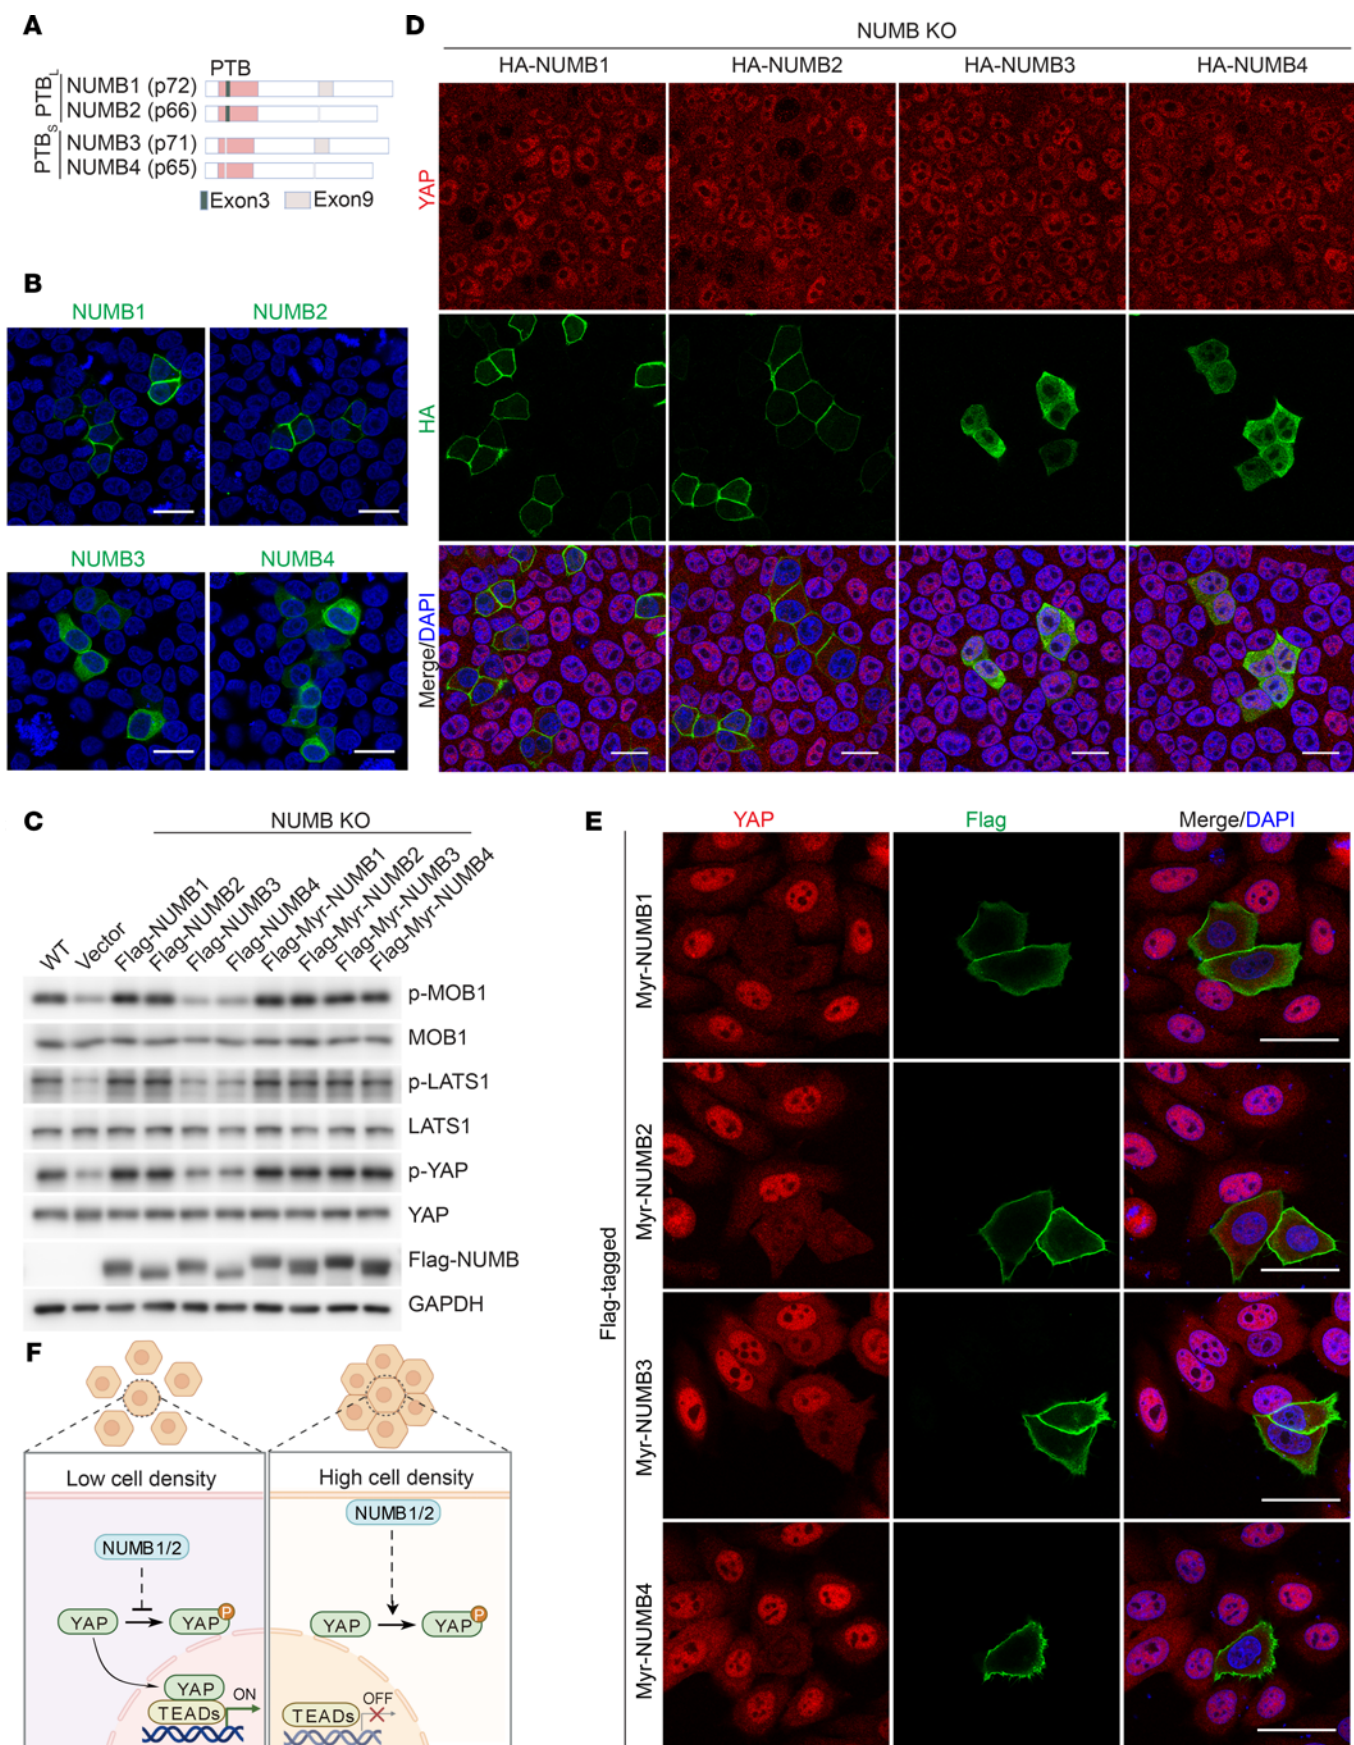 A
PTB
PTBL
NUMB1 (p72)
NUMB2 (p66)
PTBS
NUMB3 (p71)
NUMB4 (p65)
Exon3 Exon9
B
NUMB1 NUMB2
NUMB3 NUMB4
C
NUMB KO
WT
Vector
Flag-NUMB1
Flag-NUMB2
Flag-NUMB3
Flag-NUMB4
Flag-Myr-NUMB1
Flag-Myr-NUMB2
Flag-Myr-NUMB3
Flag-Myr-NUMB4
p-MOB1
MOB1
p-LATS1
LATS1
p-YAP
YAP
Flag-NUMB
GAPDH
D
NUMB KO
HA-NUMB1 HA-NUMB2 HA-NUMB3 HA-NUMB4
YAP
HA
Merge/DAPI
E
YAP Flag Merge/DAPI
Flag-tagged
Myr-NUMB1
Myr-NUMB2
Myr-NUMB3
Myr-NUMB4
F
Low cell density
NUMB1/2
YAP YAP P
YAP
TEADs
ON
High cell density
NUMB1/2
YAP YAP P
OFF
TEADs